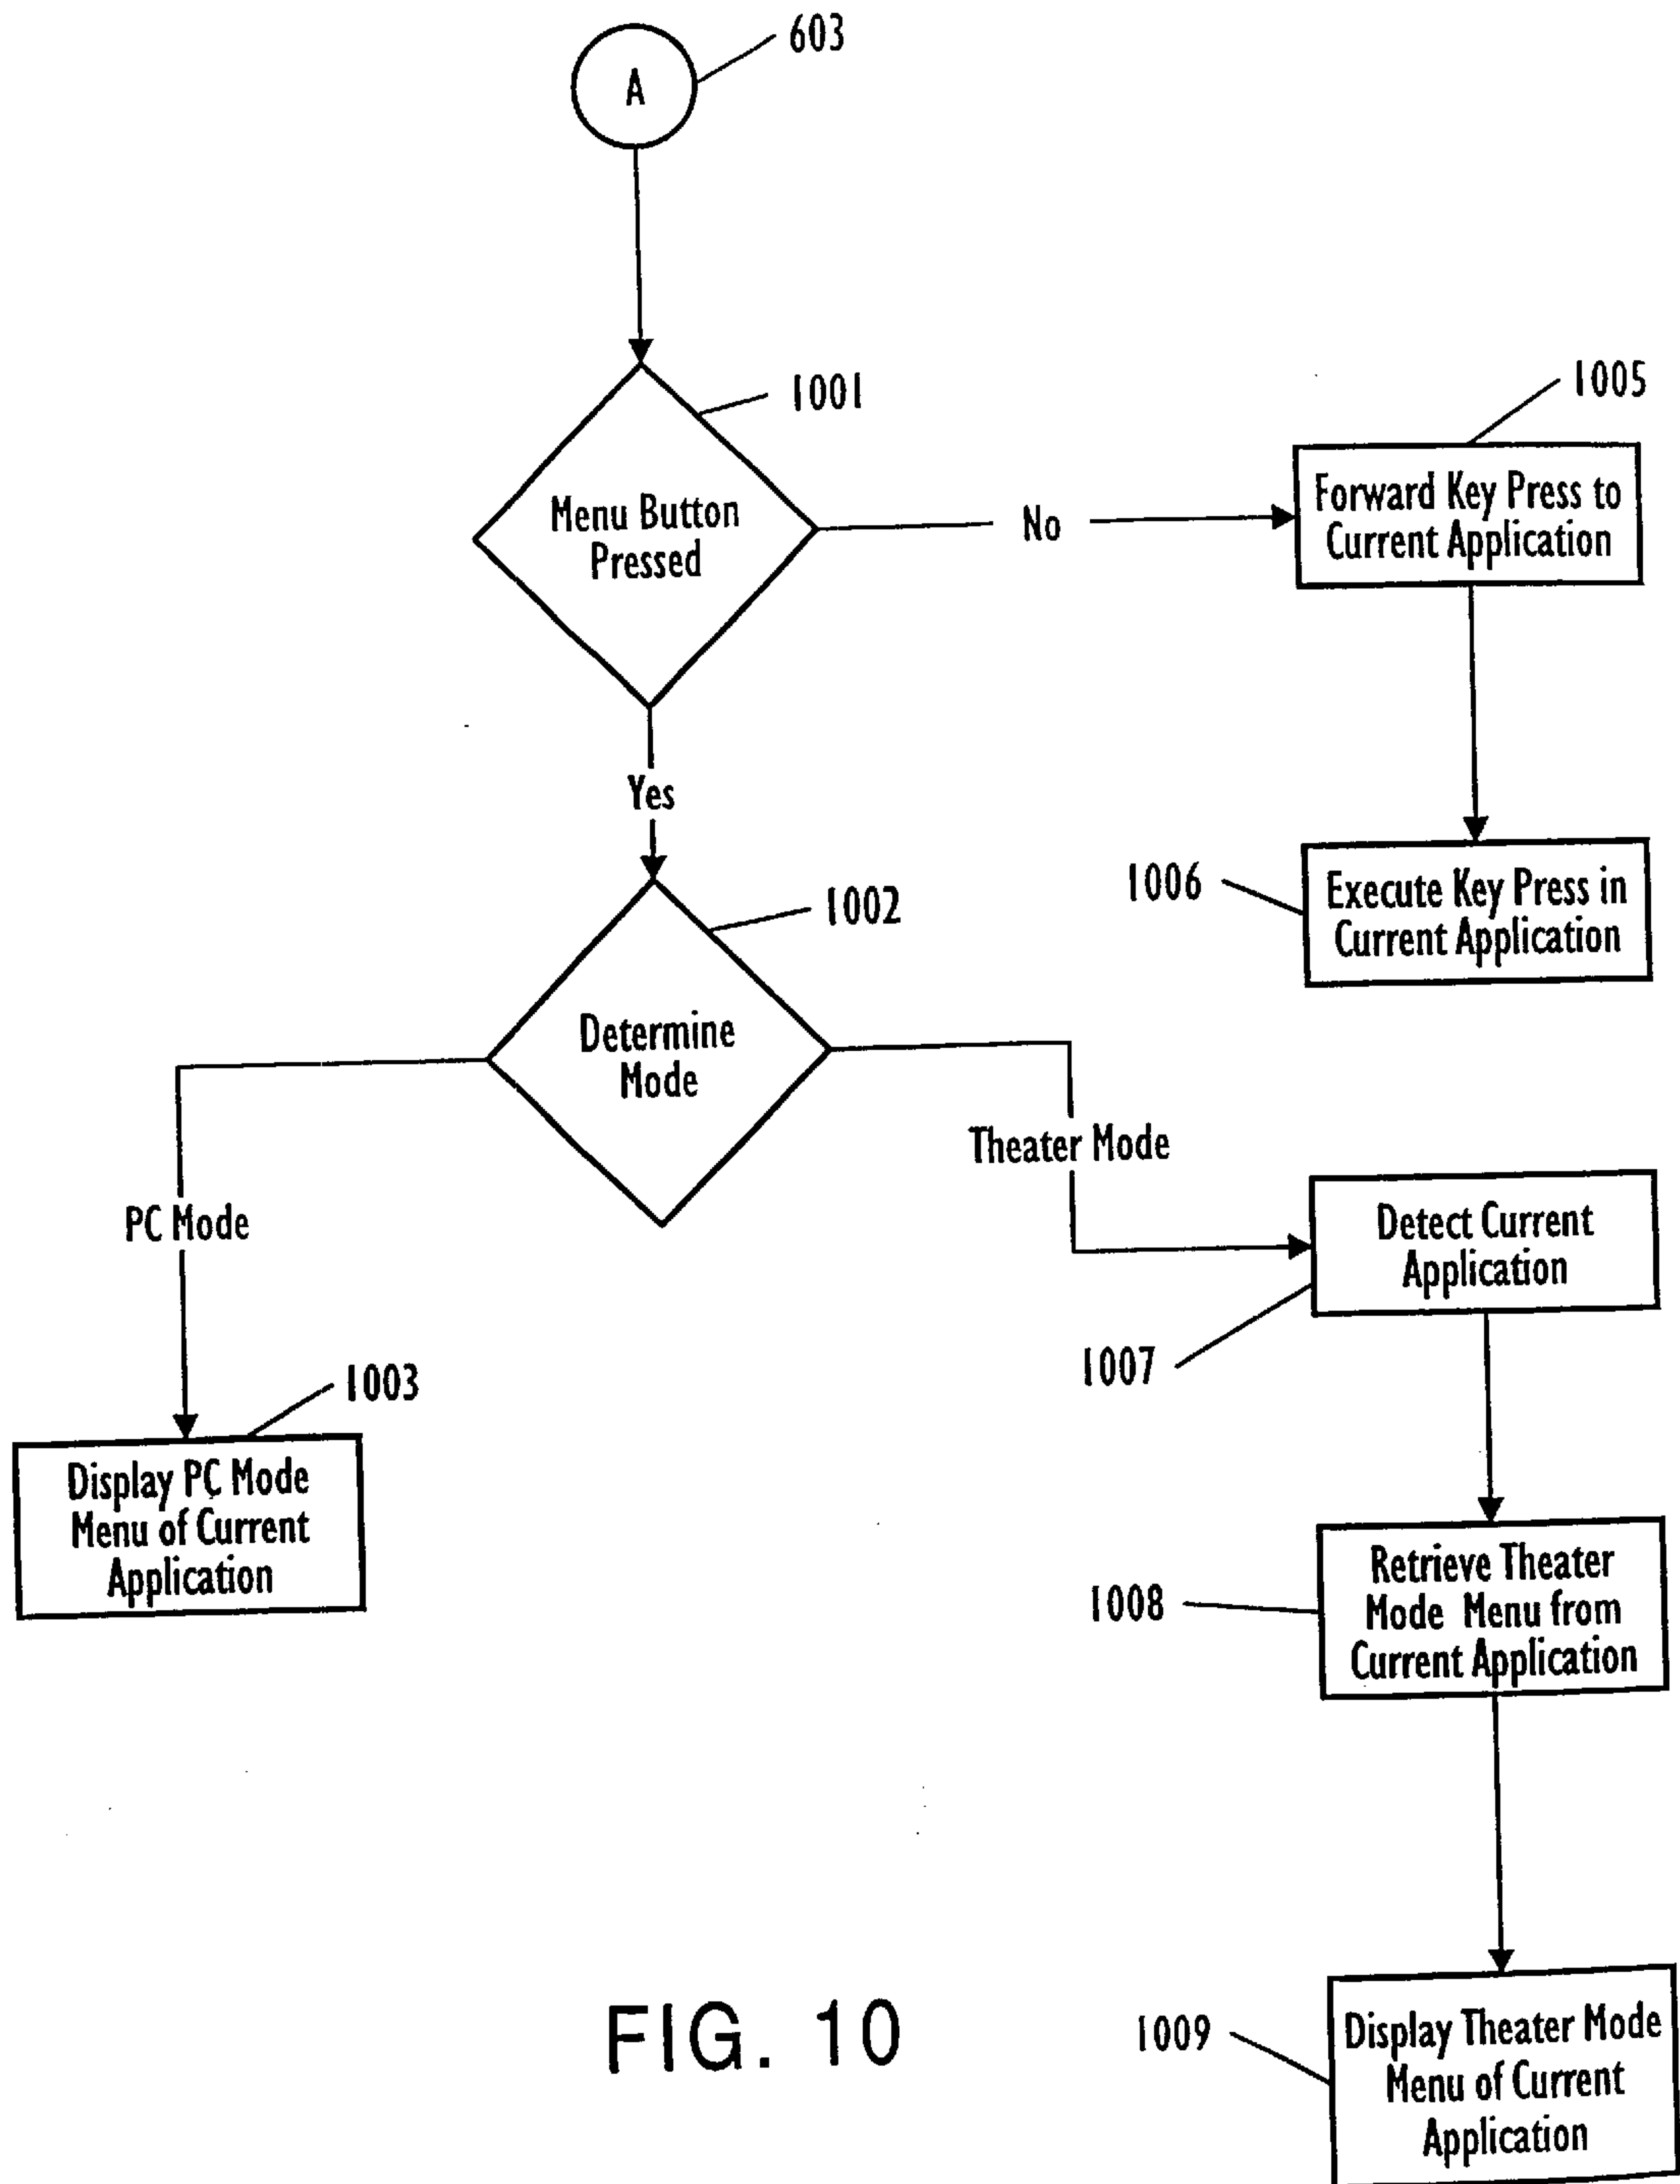 603
A
1001
Menu Button
Pressed
No
1005
Forward Key Press to
Current Application
Yes
1006
Execute Key Press in
Current Application
1002
Determine
Mode
PC Mode
Theater Mode
Detect Current
Application
1007
1003
Display PC Mode
Menu of Current
Application
1008
Retrieve Theater
Mode Menu from
Current Application
1009
Display Theater Mode
Menu of Current
Application
FIG. 10